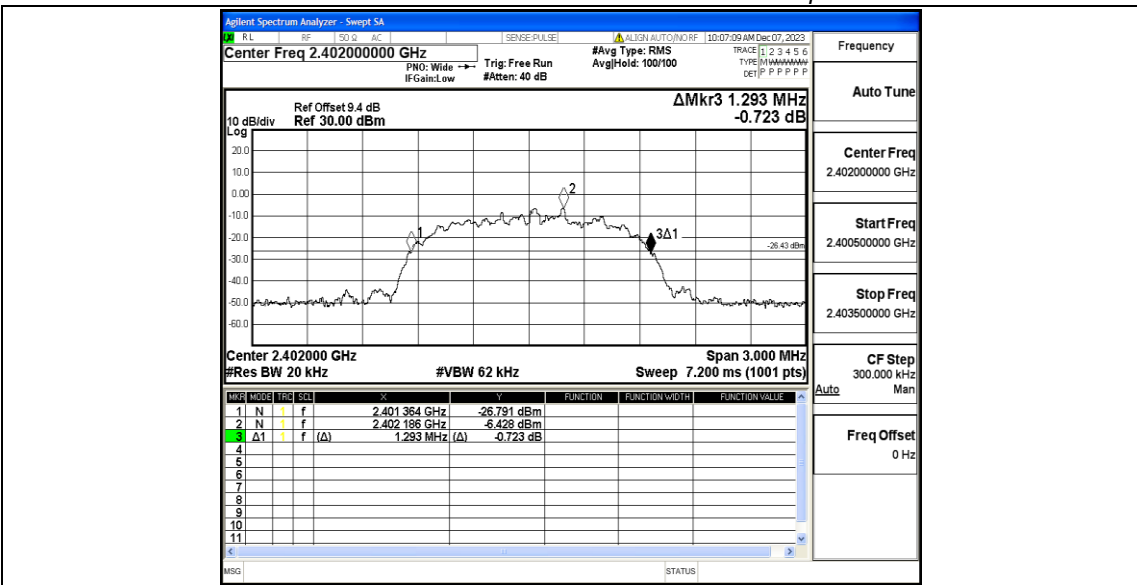 Agilent Spectrum Analyzer - Swept SA
RL RF 50 Ω AC SENSE:PULSE ALIGN AUTO/NO RF 10:07:09 AM Dec 07, 2023
Center Freq 2.402000000 GHz
PNO: Wide
IFGain:Low
Trig: Free Run
#Atten: 40 dB
#Avg Type: RMS
Avg|Hold: 100/100
TRACE 1 2 3 4 5 6
TYPE M
DET P P P P P P
Frequency
Auto Tune
Center Freq
2.402000000 GHz
Start Freq
2.400500000 GHz
Stop Freq
2.403500000 GHz
CF Step
300.000 kHz
Auto Man
Freq Offset
0 Hz
ΔMkr3 1.293 MHz
-0.723 dB
Ref Offset 9.4 dB
10 dB/div Ref 30.00 dBm
Log
20.0
10.0
0.00
-10.0
-20.0
-30.0
-40.0
-50.0
-60.0
1
2
3Δ1
-26.43 dBm
Center 2.402000 GHz Span 3.000 MHz
#Res BW 20 kHz #VBW 62 kHz Sweep 7.200 ms (1001 pts)
MKR MODE TRC SCL X Y FUNCTION FUNCTION WIDTH FUNCTION VALUE
1 N 1 f 2.401 364 GHz -26.791 dBm
2 N 1 f 2.402 186 GHz -6.428 dBm
3 Δ1 1 f (Δ) 1.293 MHz (Δ) -0.723 dB
4
5
6
7
8
9
10
11
MSG STATUS